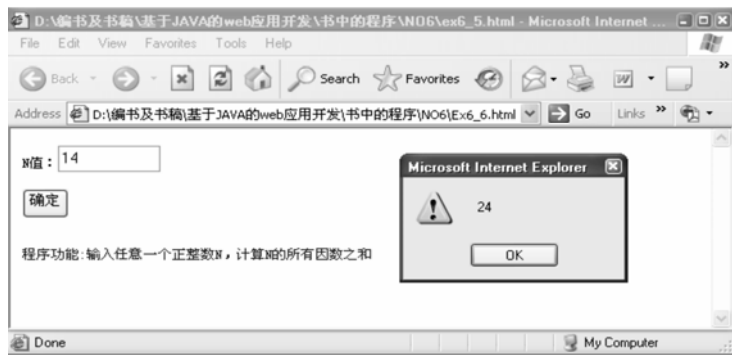 D:\编书及书稿\基于JAVA的web应用开发\书中的程序\NO6\ex6_5.html - Microsoft Internet ...
File Edit View Favorites Tools Help
Back Search Favorites
Address D:\编书及书稿\基于JAVA的web应用开发\书中的程序\NO6\Ex6_6.html Go Links »
N值：14
确定
程序功能:输入任意一个正整数N，计算N的所有因数之和
Microsoft Internet Explorer
24
OK
Done My Computer